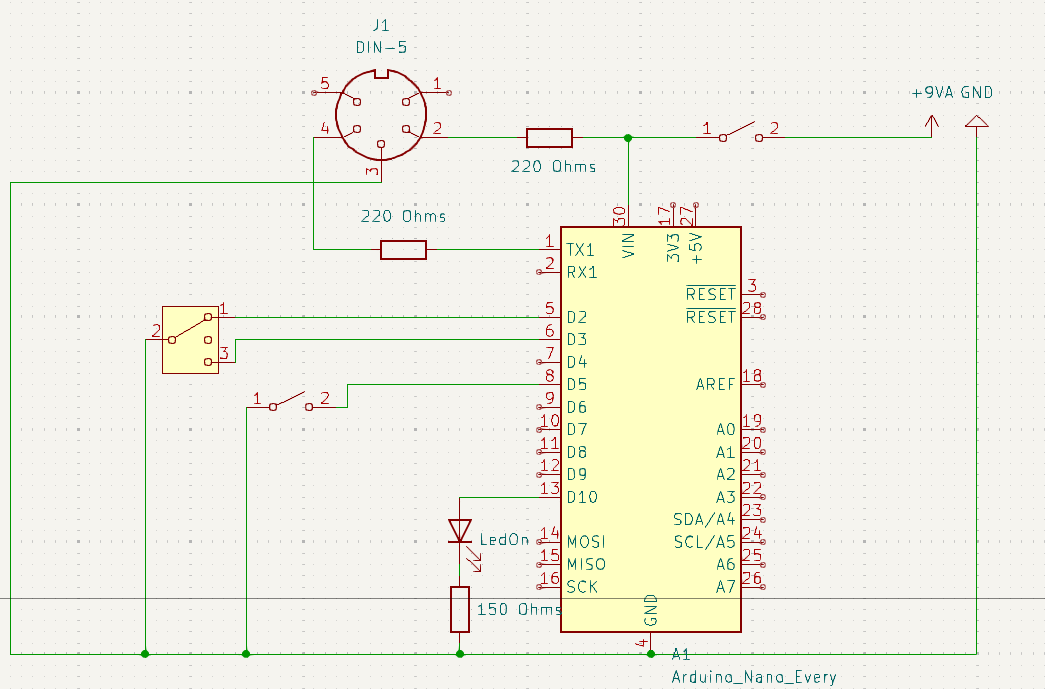 J1
DIN-5
5
1
4
2
3
220 Ohms
220 Ohms
1
2
+9VA GND
30
17
27
VIN
3V3
+5V
1
TX1
2
RX1
5
D2
6
D3
7
D4
8
D5
9
D6
10
D7
11
D8
12
D9
13
D10
14
MOSI
15
MISO
16
SCK
RESET
3
RESET
28
AREF
18
A0
19
A1
20
A2
21
A3
22
SDA/A4
23
SCL/A5
24
A6
25
A7
26
GND
4
2
1
3
1
2
LedOn
150 Ohms
A1
Arduino_Nano_Every